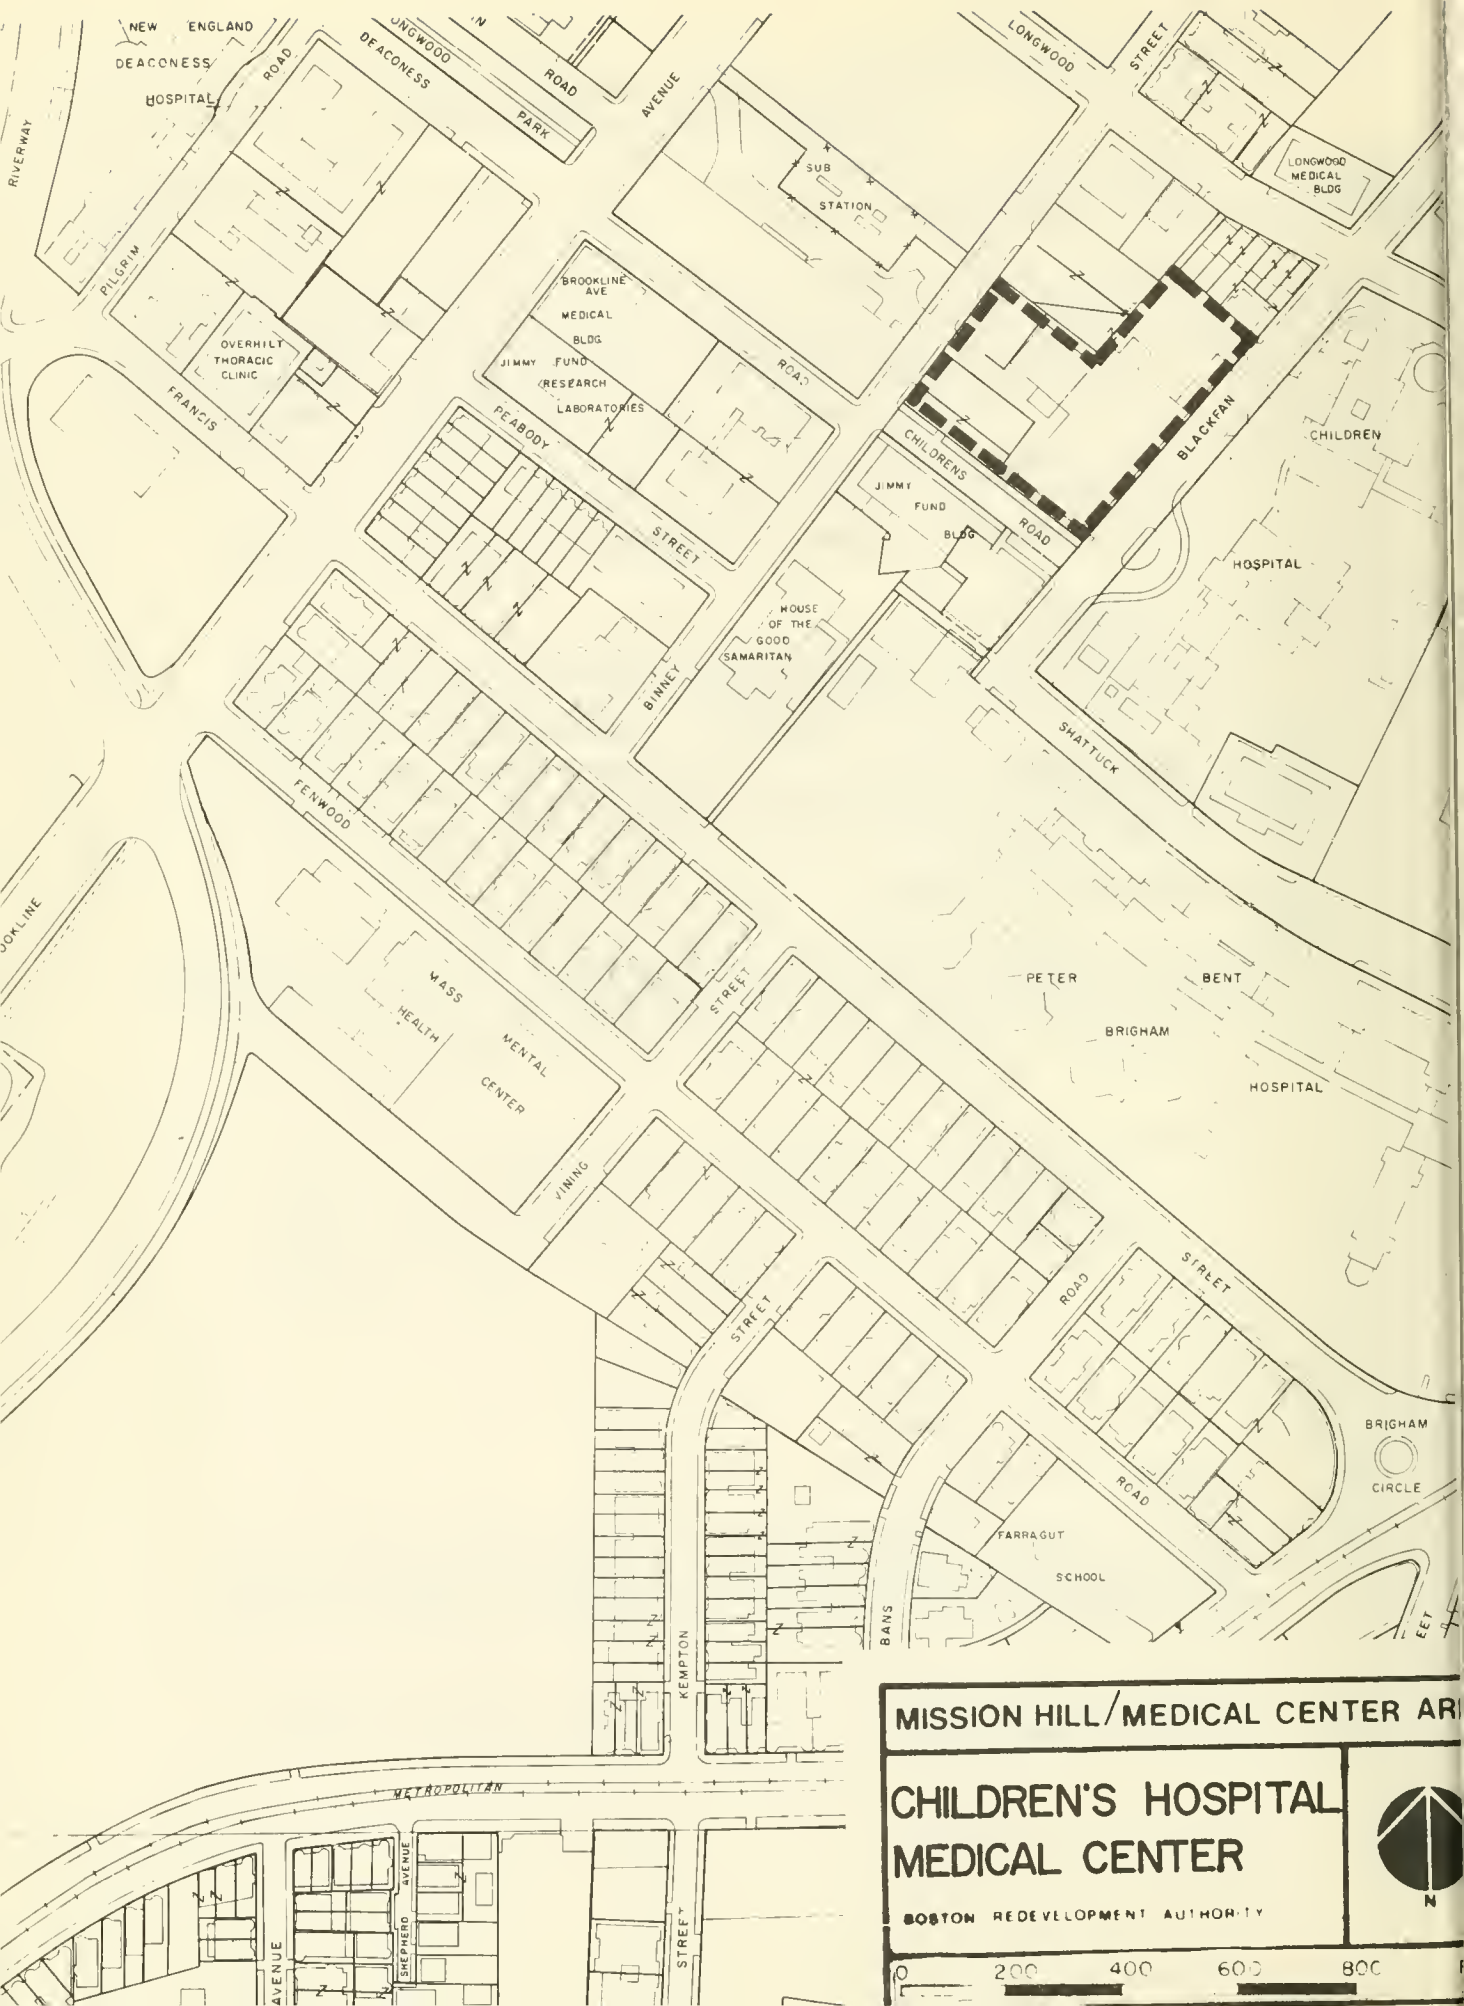 NEW ENGLAND
DEACONESS
HOSPITAL
RIVERWAY
ROAD
PILGRIM
LONGWOOD
DEACONESS
ROAD
PARK
AVENUE
SUB
STATION
LONGWOOD
STREET
LONGWOOD
MEDICAL
BLDG
BROOKLINE
AVE
MEDICAL
BLDG
JIMMY FUND
RESEARCH
LABORATORIES
ROAD
OVERHILT
THORACIC
CLINIC
FRANCIS
PEABODY
STREET
BINNEY
CHILDRENS
ROAD
BLACKFAN
JIMMY
FUND
BLDG
CHILDREN
HOSPITAL
HOUSE
OF THE
GOOD
SAMARITAN
SHATTUCK
FENWOOD
OOKLINE
MASS
MENTAL
HEALTH
CENTER
STREET
PETER BENT
BRIGHAM
HOSPITAL
VINING
STREET
ROAD
STREET
BRIGHAM
CIRCLE
ROAD
FARRAGUT
SCHOOL
BANS
EET
KEMPTON
METROPOLITAN
AVENUE
SHEPHERD
AVENUE
STREET
MISSION HILL/MEDICAL CENTER AR
CHILDREN'S HOSPITAL
MEDICAL CENTER
BOSTON REDEVELOPMENT AUTHORITY
N
0 200 400 600 800 F